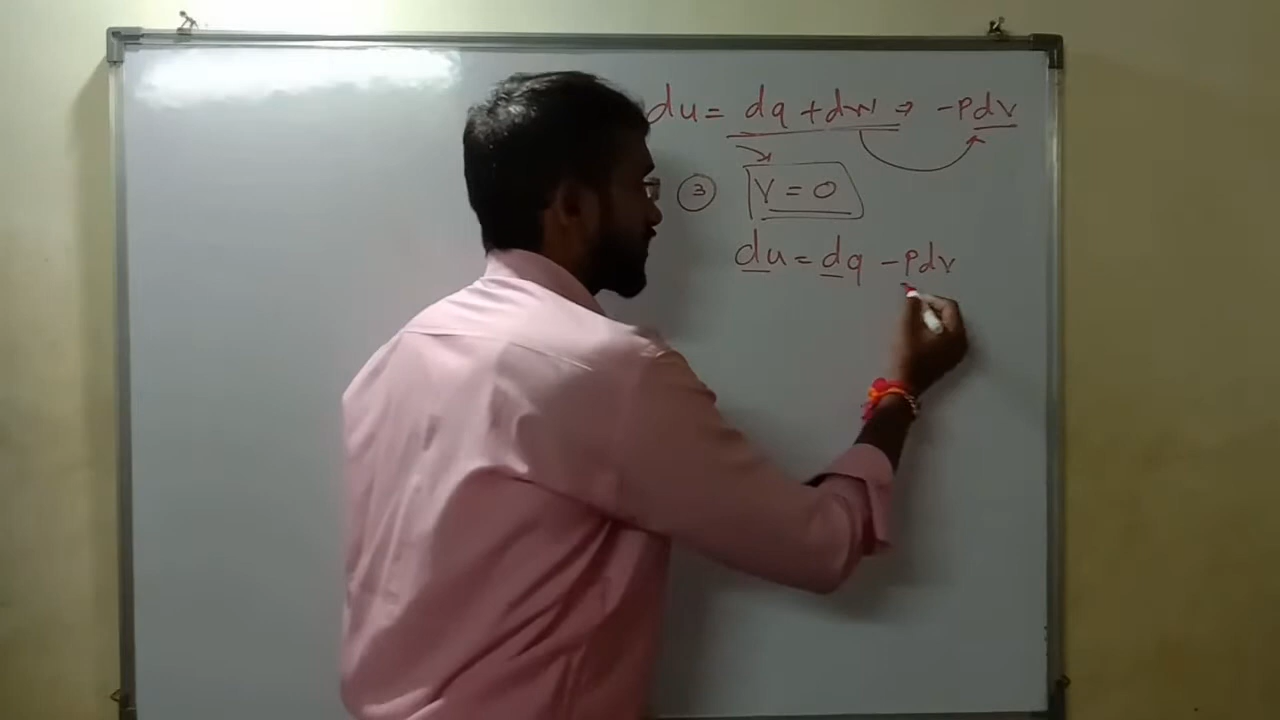 du = dq + dw ⇒ -Pdv
③ V = 0
du = dq - Pdv